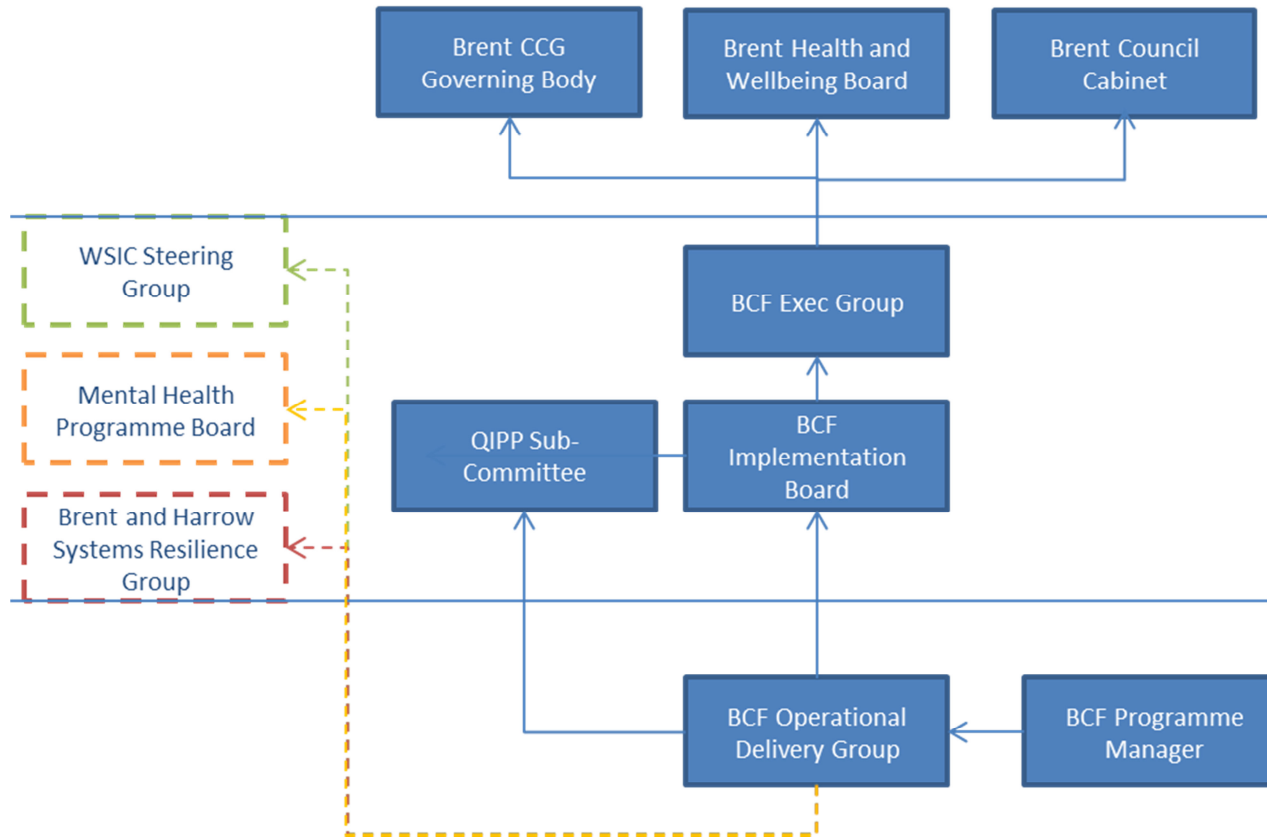 Brent CCG
Governing Body
Brent Health and
Wellbeing Board
Brent Council
Cabinet
WSIC Steering
Group
BCF Exec Group
Mental Health
Programme Board
QIPP Sub-
Committee
BCF
Implementation
Board
Brent and Harrow
Systems Resilience
Group
BCF Operational
Delivery Group
BCF Programme
Manager